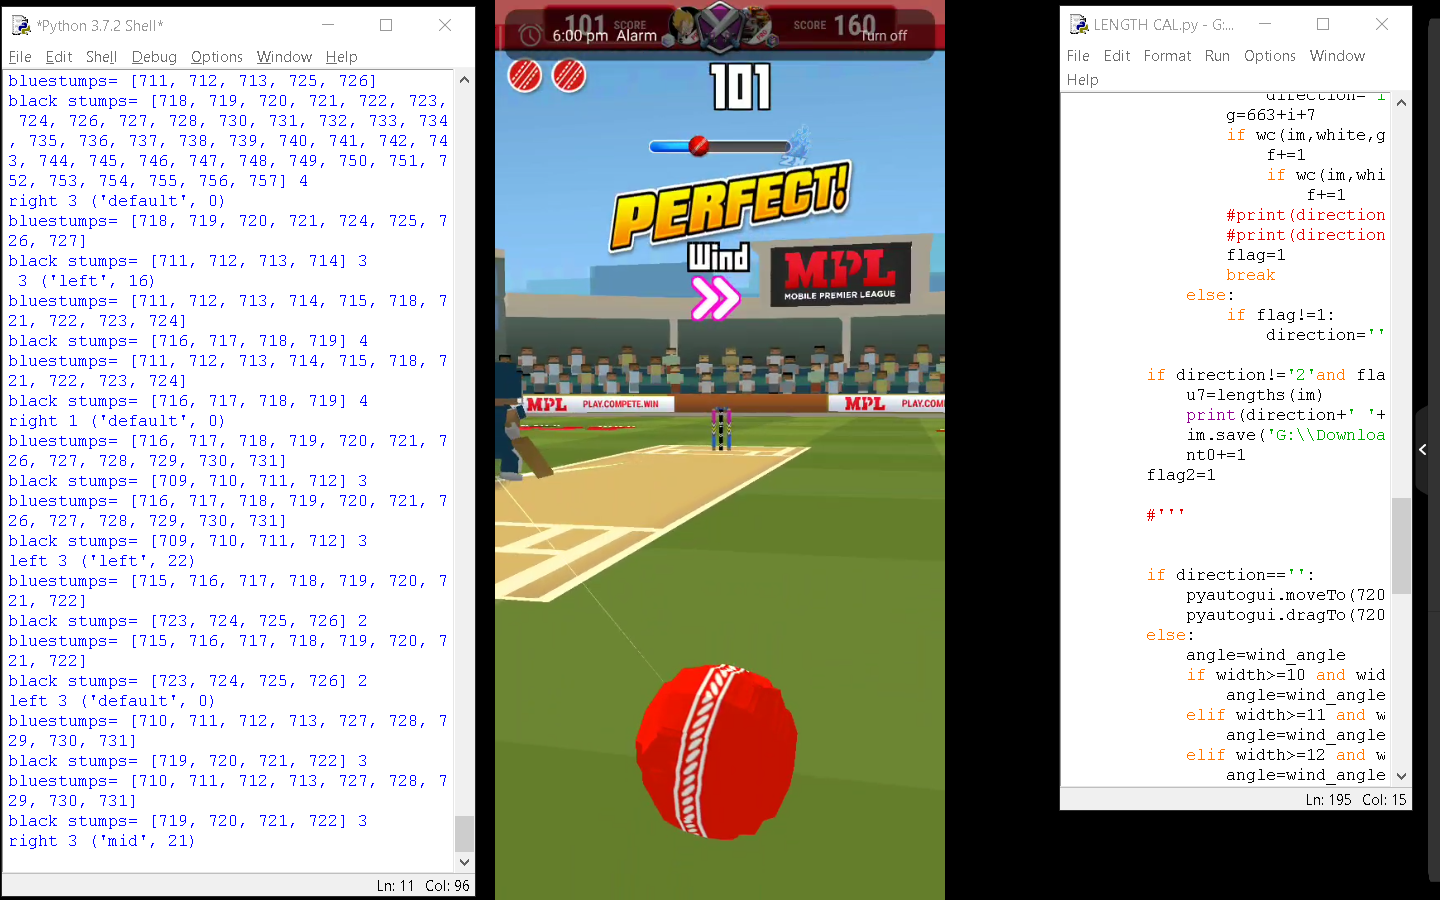 *Python 3.7.2 Shell*
File Edit Shell Debug Options Window Help
bluestumps= [711, 712, 713, 725, 726]
black stumps= [718, 719, 720, 721, 722, 723,
724, 726, 727, 728, 730, 731, 732, 733, 734
, 735, 736, 737, 738, 739, 740, 741, 742, 74
3, 744, 745, 746, 747, 748, 749, 750, 751, 7
52, 753, 754, 755, 756, 757] 4
right 3 ('default', 0)
bluestumps= [718, 719, 720, 721, 724, 725, 7
26, 727]
black stumps= [711, 712, 713, 714] 3
3 ('left', 16)
bluestumps= [711, 712, 713, 714, 715, 718, 7
21, 722, 723, 724]
black stumps= [716, 717, 718, 719] 4
bluestumps= [711, 712, 713, 714, 715, 718, 7
21, 722, 723, 724]
black stumps= [716, 717, 718, 719] 4
right 1 ('default', 0)
bluestumps= [716, 717, 718, 719, 720, 721, 7
26, 727, 728, 729, 730, 731]
black stumps= [709, 710, 711, 712] 3
bluestumps= [716, 717, 718, 719, 720, 721, 7
26, 727, 728, 729, 730, 731]
black stumps= [709, 710, 711, 712] 3
left 3 ('left', 22)
bluestumps= [715, 716, 717, 718, 719, 720, 7
21, 722]
black stumps= [723, 724, 725, 726] 2
bluestumps= [715, 716, 717, 718, 719, 720, 7
21, 722]
black stumps= [723, 724, 725, 726] 2
left 3 ('default', 0)
bluestumps= [710, 711, 712, 713, 727, 728, 7
29, 730, 731]
black stumps= [719, 720, 721, 722] 3
bluestumps= [710, 711, 712, 713, 727, 728, 7
29, 730, 731]
black stumps= [719, 720, 721, 722] 3
right 3 ('mid', 21)
Ln: 11 Col: 96
101 SCORE SCORE 160
6:00 pm Alarm Turn off
101
2X
PERFECT!
Wind
MPL
MOBILE PREMIER LEAGUE
MPL PLAY.COMPETE.WIN MPL PLAY.COM
LENGTH CAL.py - G:...
File Edit Format Run Options Window
Help
direction= i
g=663+i+7
if wc(im,white,g
f+=1
if wc(im,whi
f+=1
#print(direction
#print(direction
flag=1
break
else:
if flag!=1:
direction=''
if direction!='2'and fla
u7=lengths(im)
print(direction+' '+
im.save('G:\\Downloa
nt0+=1
flag2=1
#'''
if direction=='':
pyautogui.moveTo(720
pyautogui.dragTo(720
else:
angle=wind_angle
if width>=10 and wid
angle=wind_angle
elif width>=11 and w
angle=wind_angle
elif width>=12 and w
angle=wind_angle
Ln: 195 Col: 15